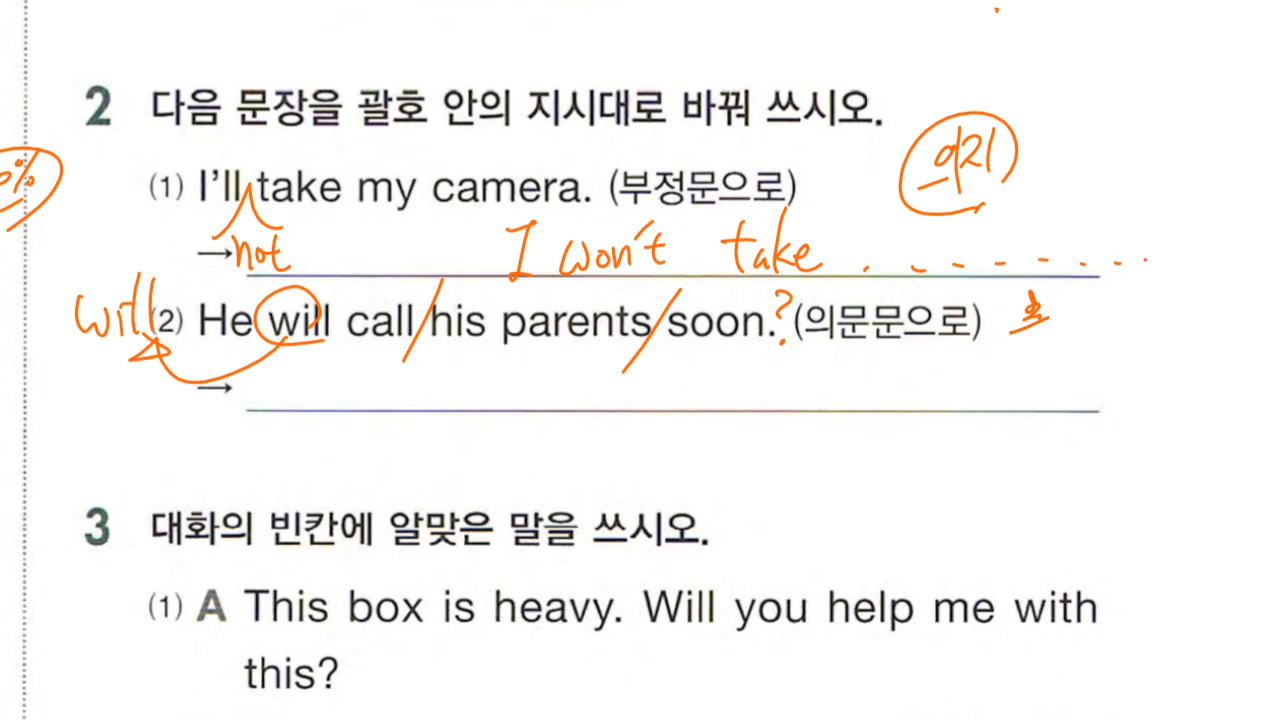 2 다음 문장을 괄호 안의 지시대로 바꿔 쓰시오.
(1) I'll take my camera. (부정문으로)
의지
→ not I won't take . - - - - - - - . .
will (2) He will call / his parents / soon.? (의문문으로)
→
3 대화의 빈칸에 알맞은 말을 쓰시오.
(1) A This box is heavy. Will you help me with
this?